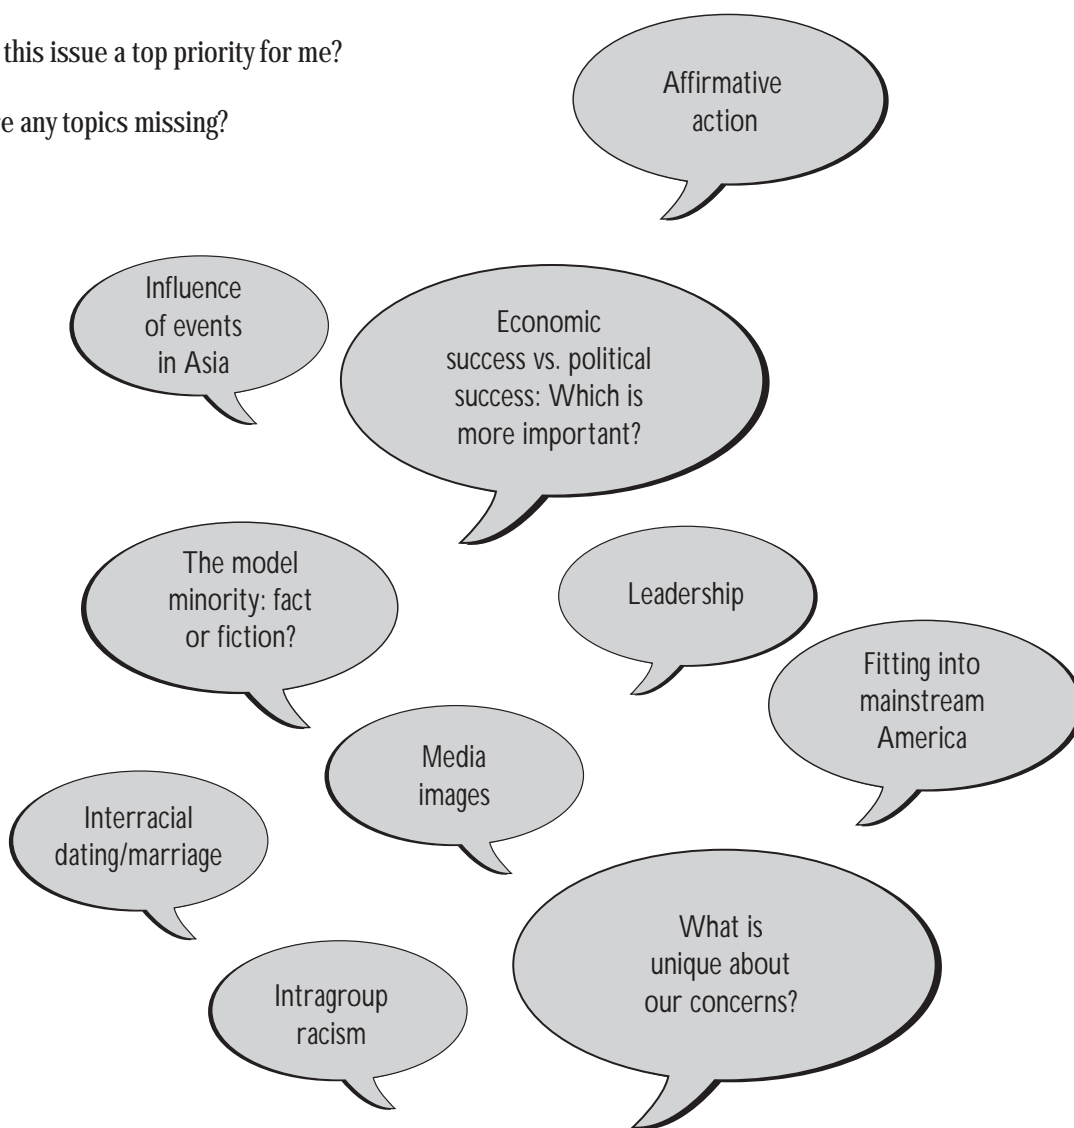 this issue a top priority for me?
e any topics missing?
Affirmative
action
Influence
of events
in Asia
Economic
success vs. political
success: Which is
more important?
The model
minority: fact
or fiction?
Leadership
Fitting into
mainstream
America
Media
images
Interracial
dating/marriage
What is
unique about
our concerns?
Intragroup
racism